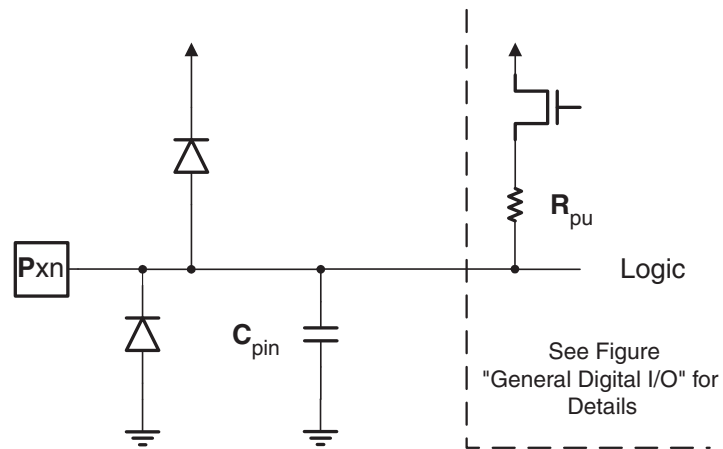 Pxn
Rpu
Logic
Cpin
See Figure
"General Digital I/O" for
Details